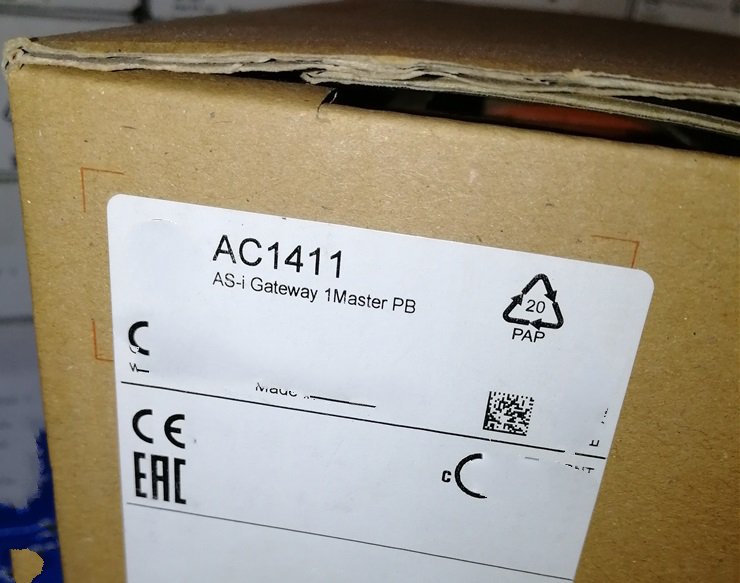 AC1411
AS-i Gateway 1Master PB
20
PAP
CE
EAC